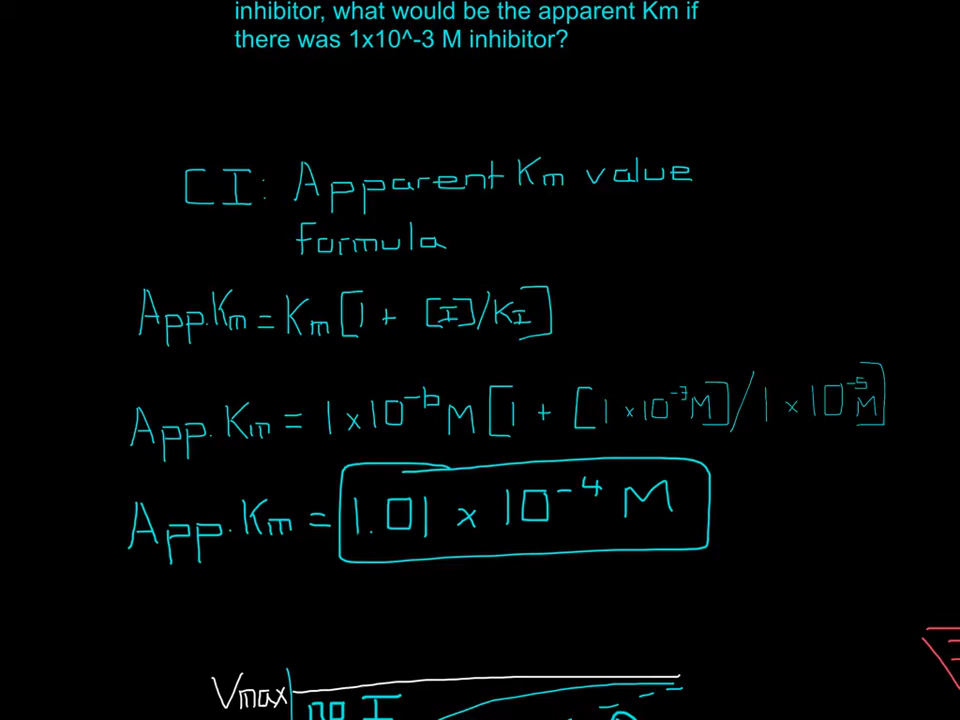 inhibitor, what would be the apparent Km if
there was 1x10^-3 M inhibitor?
CI: Apparent Km value
formula
App.Km = Km [1 + [I]/KI]
App. Km = 1 x 10^-6 M [1 + [1 x 10^-3 M] / 1 x 10^-5 M]
App. Km = 1.01 x 10^-4 M
Vmax
no I